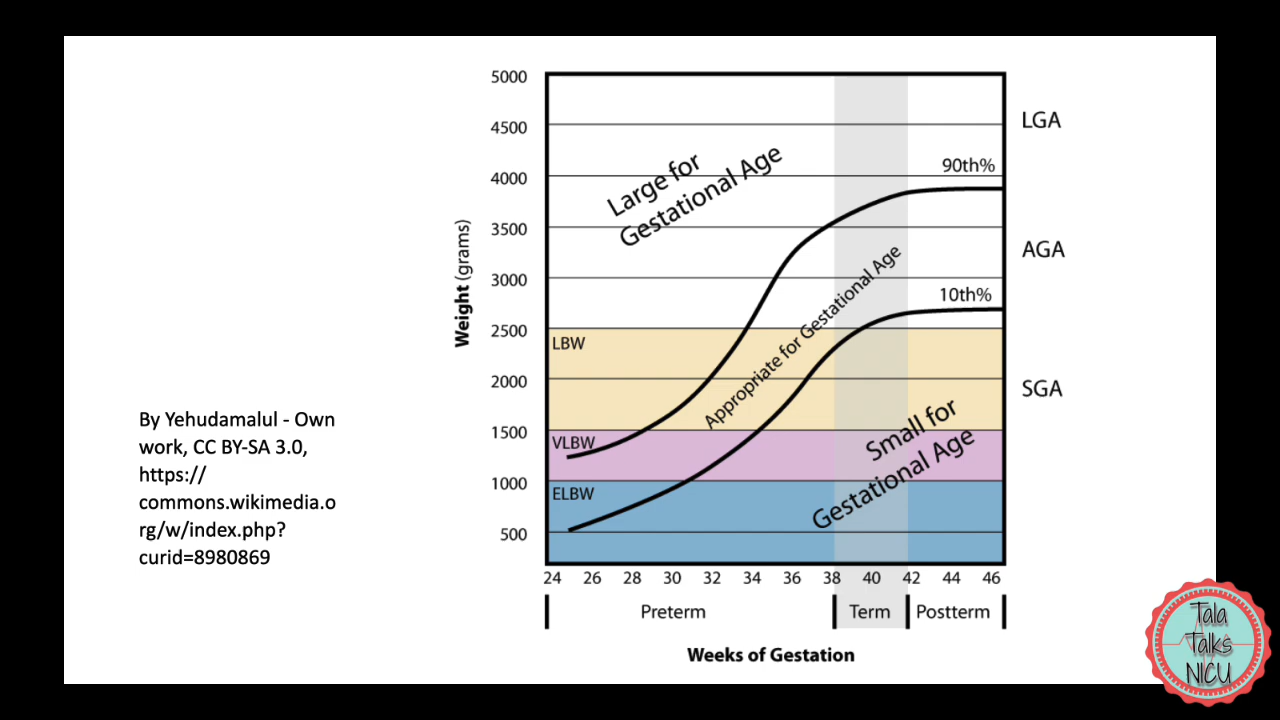 5000
4500
4000
3500
3000
2500
2000
1500
1000
500
Weight (grams)
Large for
Gestational Age
Appropriate for Gestational Age
Small for
Gestational Age
90th%
10th%
LBW
VLBW
ELBW
LGA
AGA
SGA
24 26 28 30 32 34 36 38 40 42 44 46
Preterm Term Postterm
Weeks of Gestation
By Yehudamalul - Own
work, CC BY-SA 3.0,
https://
commons.wikimedia.o
rg/w/index.php?
curid=8980869
Tala
Talks
NICU